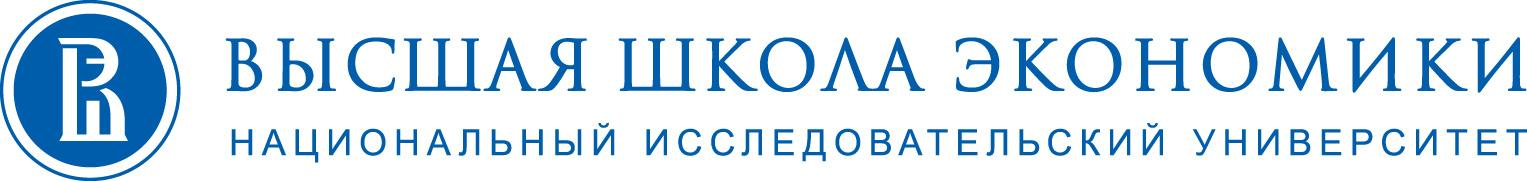 ВЫСШАЯ ШКОЛА ЭКОНОМИКИ
НАЦИОНАЛЬНЫЙ ИССЛЕДОВАТЕЛЬСКИЙ УНИВЕРСИТЕТ